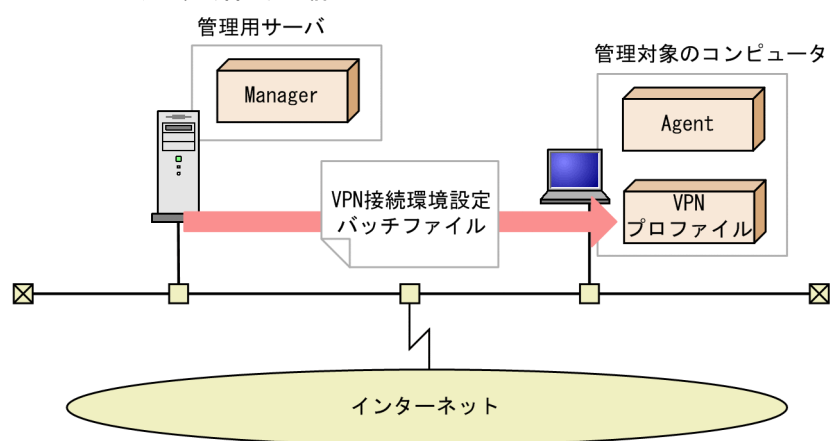 管理用サーバ
Manager
管理対象のコンピュータ
Agent
VPN接続環境設定
バッチファイル
VPN
プロファイル
インターネット